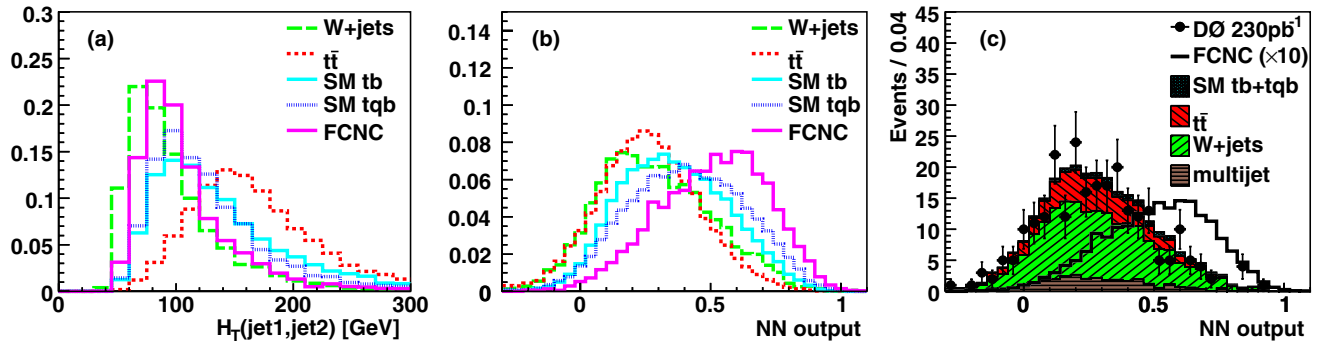 (a)
W+jets
tt̄
SM tb
SM tqb
FCNC
0.3
0.25
0.2
0.15
0.1
0.05
0
0 100 200 300
H_T(jet1,jet2) [GeV]
(b)
W+jets
tt̄
SM tb
SM tqb
FCNC
0.14
0.12
0.1
0.08
0.06
0.04
0.02
0
0 0.5 1
NN output
(c)
DØ 230pb⁻¹
FCNC (×10)
SM tb+tqb
tt̄
W+jets
multijet
Events / 0.04
45
40
35
30
25
20
15
10
5
0
0 0.5 1
NN output